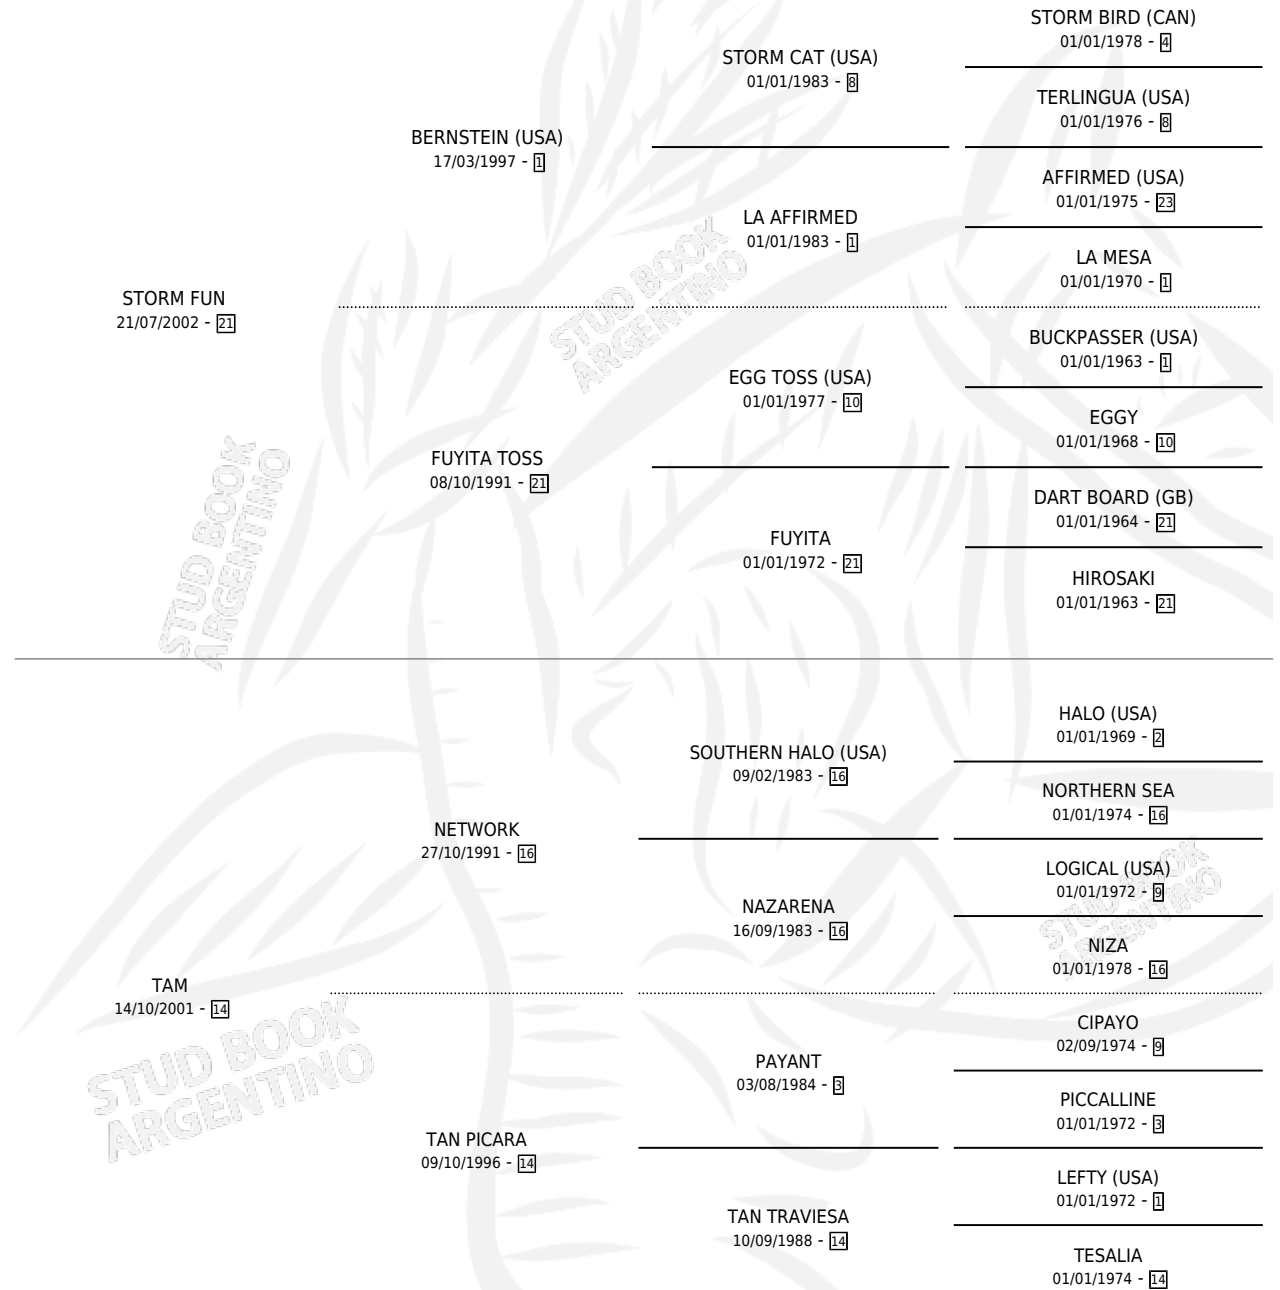 STORM BIRD (CAN)
01/01/1978 - 4
STORM CAT (USA)
01/01/1983 - 8
TERLINGUA (USA)
01/01/1976 - 8
BERNSTEIN (USA)
17/03/1997 - 1
AFFIRMED (USA)
01/01/1975 - 23
LA AFFIRMED
01/01/1983 - 1
LA MESA
01/01/1970 - 1
STORM FUN
21/07/2002 - 21
BUCKPASSER (USA)
01/01/1963 - 1
EGG TOSS (USA)
01/01/1977 - 10
EGGY
01/01/1968 - 10
FUYITA TOSS
08/10/1991 - 21
DART BOARD (GB)
01/01/1964 - 21
FUYITA
01/01/1972 - 21
HIROSAKI
01/01/1963 - 21
HALO (USA)
01/01/1969 - 2
SOUTHERN HALO (USA)
09/02/1983 - 16
NORTHERN SEA
01/01/1974 - 16
NETWORK
27/10/1991 - 16
LOGICAL (USA)
01/01/1972 - 9
NAZARENA
16/09/1983 - 16
NIZA
01/01/1978 - 16
TAM
14/10/2001 - 14
CIPAYO
02/09/1974 - 9
PAYANT
03/08/1984 - 3
PICCALLINE
01/01/1972 - 3
TAN PICARA
09/10/1996 - 14
LEFTY (USA)
01/01/1972 - 1
TAN TRAVIESA
10/09/1988 - 14
TESALIA
01/01/1974 - 14
STUD BOOK
ARGENTINO
STUD BOOK
ARGENTINO
STUD BOOK
ARGENTINO
STUD BOOK
ARGENTINO